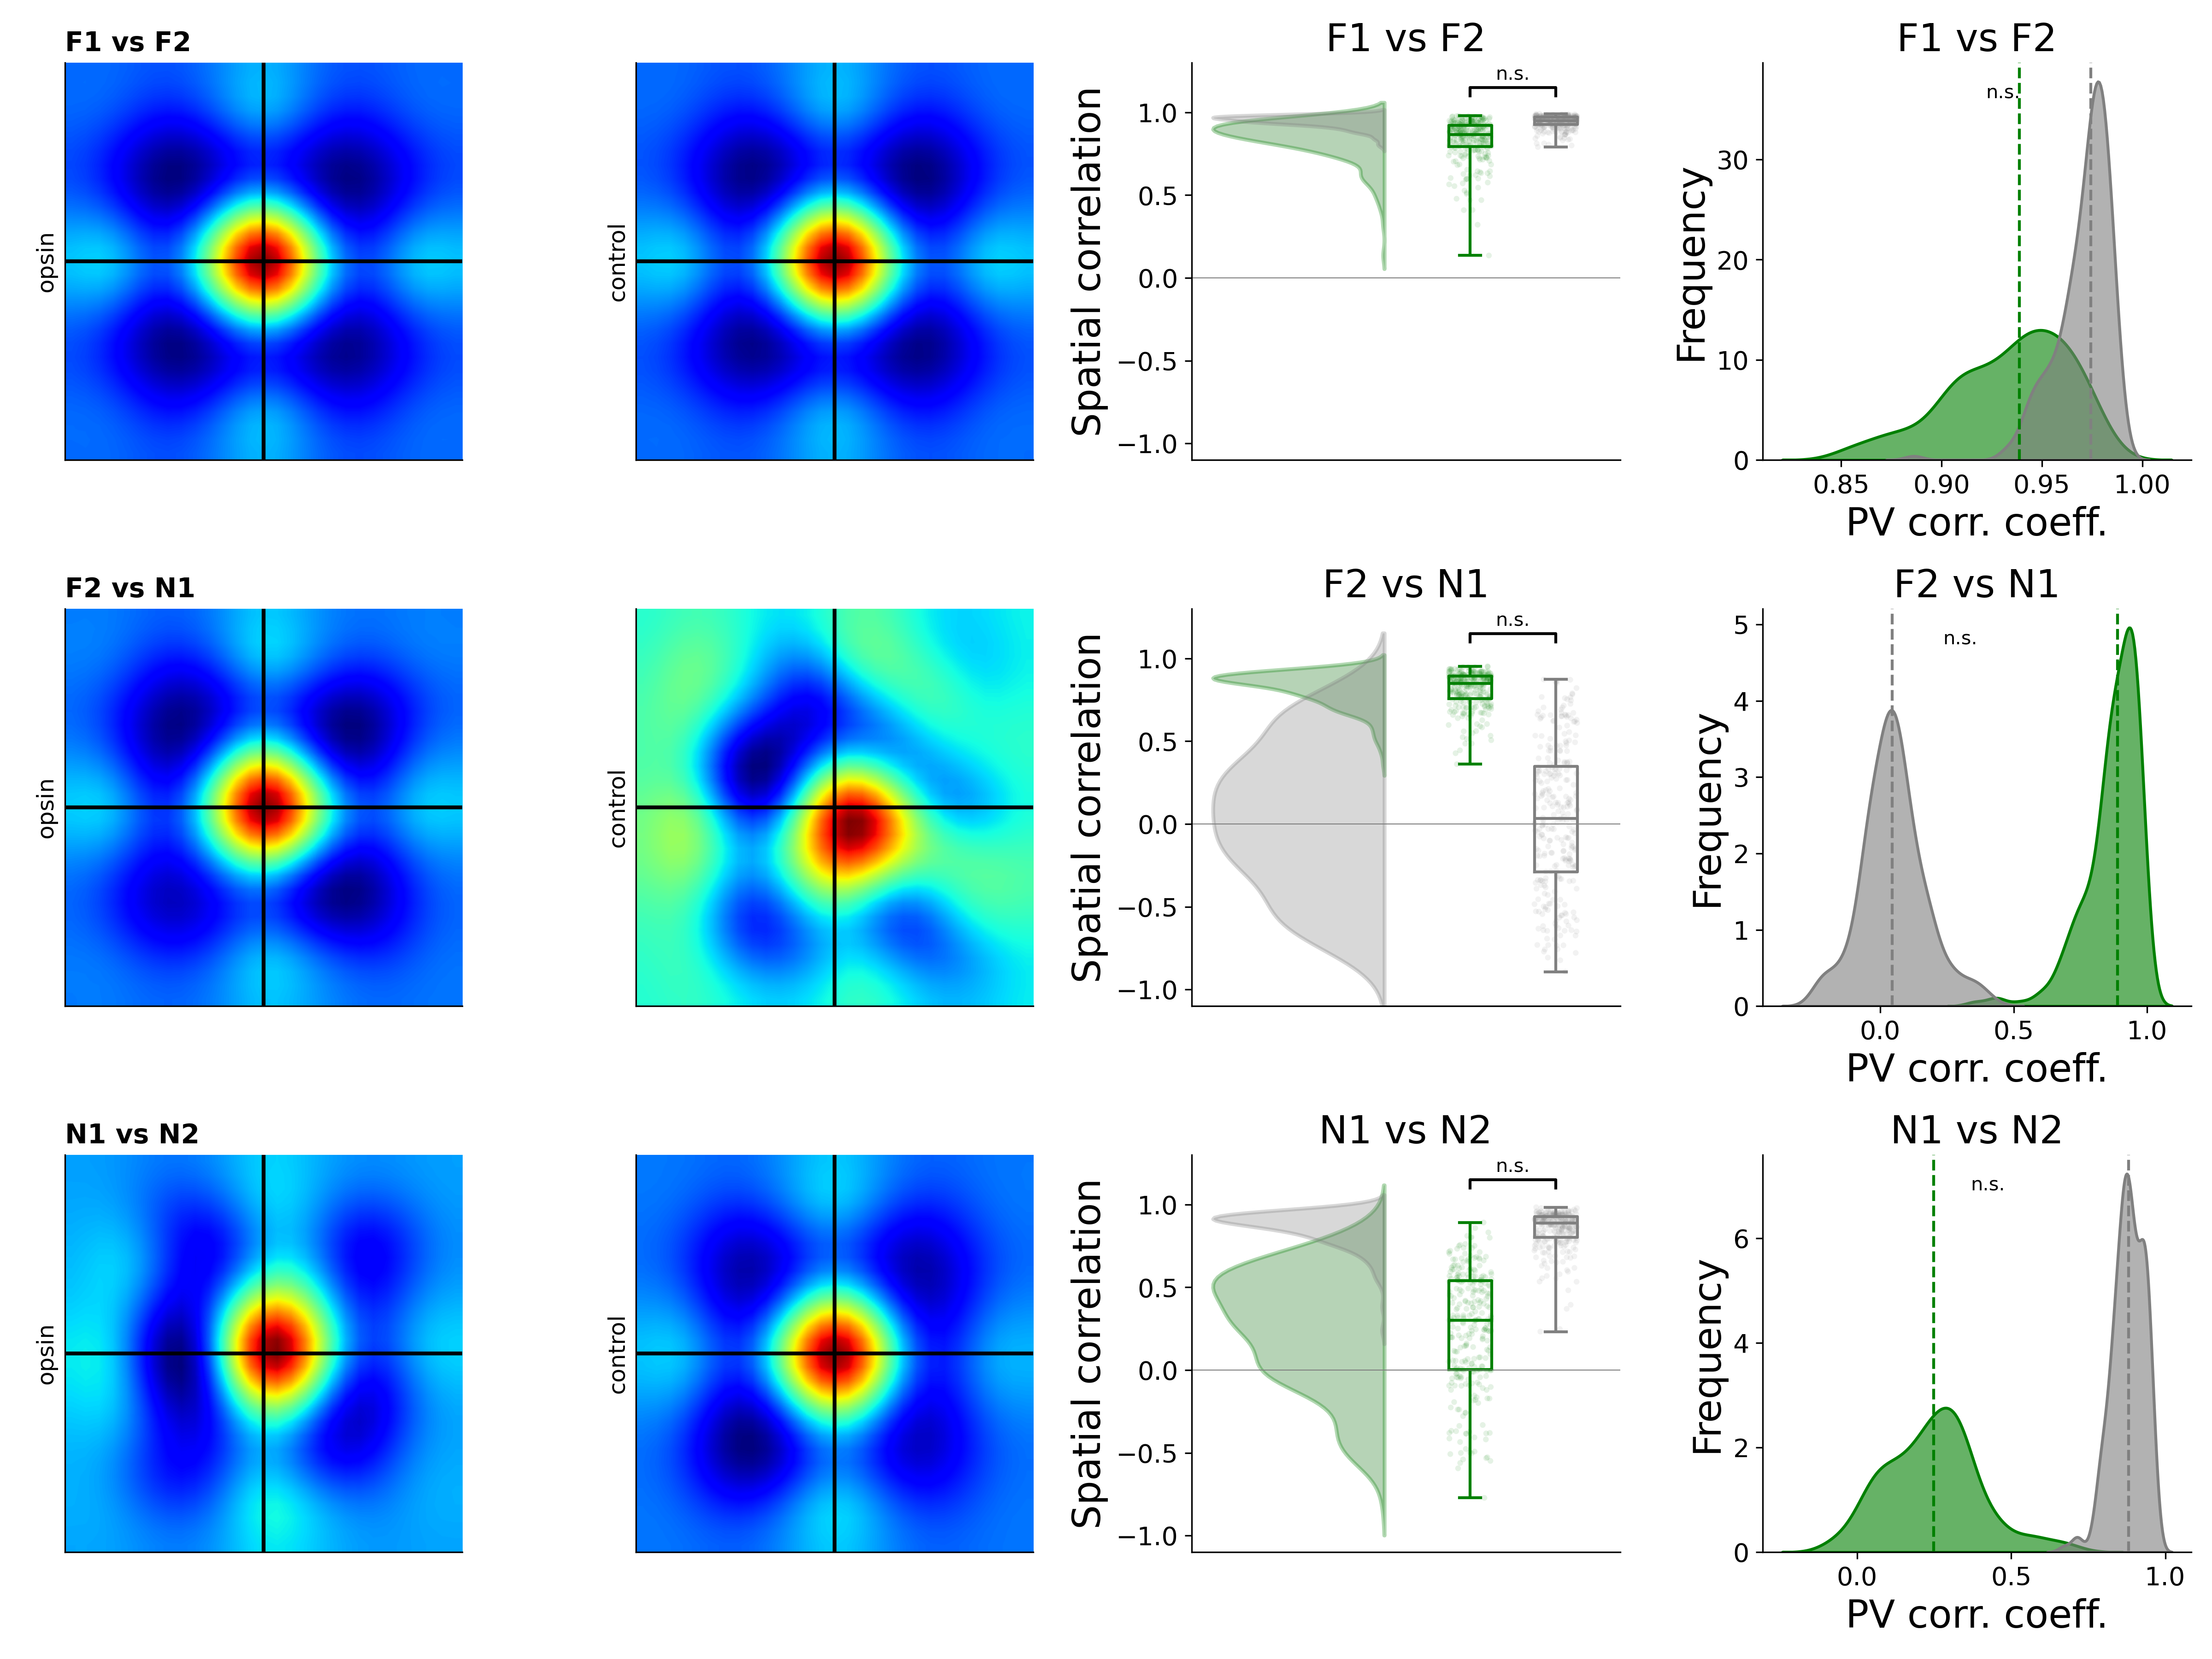 F1 vs F2
opsin
control
F1 vs F2
Spatial correlation
1.0
0.5
0.0
−0.5
−1.0
n.s.
F1 vs F2
Frequency
30
20
10
0
n.s.
0.85 0.90 0.95 1.00
PV corr. coeff.
F2 vs N1
opsin
control
F2 vs N1
Spatial correlation
1.0
0.5
0.0
−0.5
−1.0
n.s.
F2 vs N1
Frequency
5
4
3
2
1
0
n.s.
0.0 0.5 1.0
PV corr. coeff.
N1 vs N2
opsin
control
N1 vs N2
Spatial correlation
1.0
0.5
0.0
−0.5
−1.0
n.s.
N1 vs N2
Frequency
6
4
2
0
n.s.
0.0 0.5 1.0
PV corr. coeff.